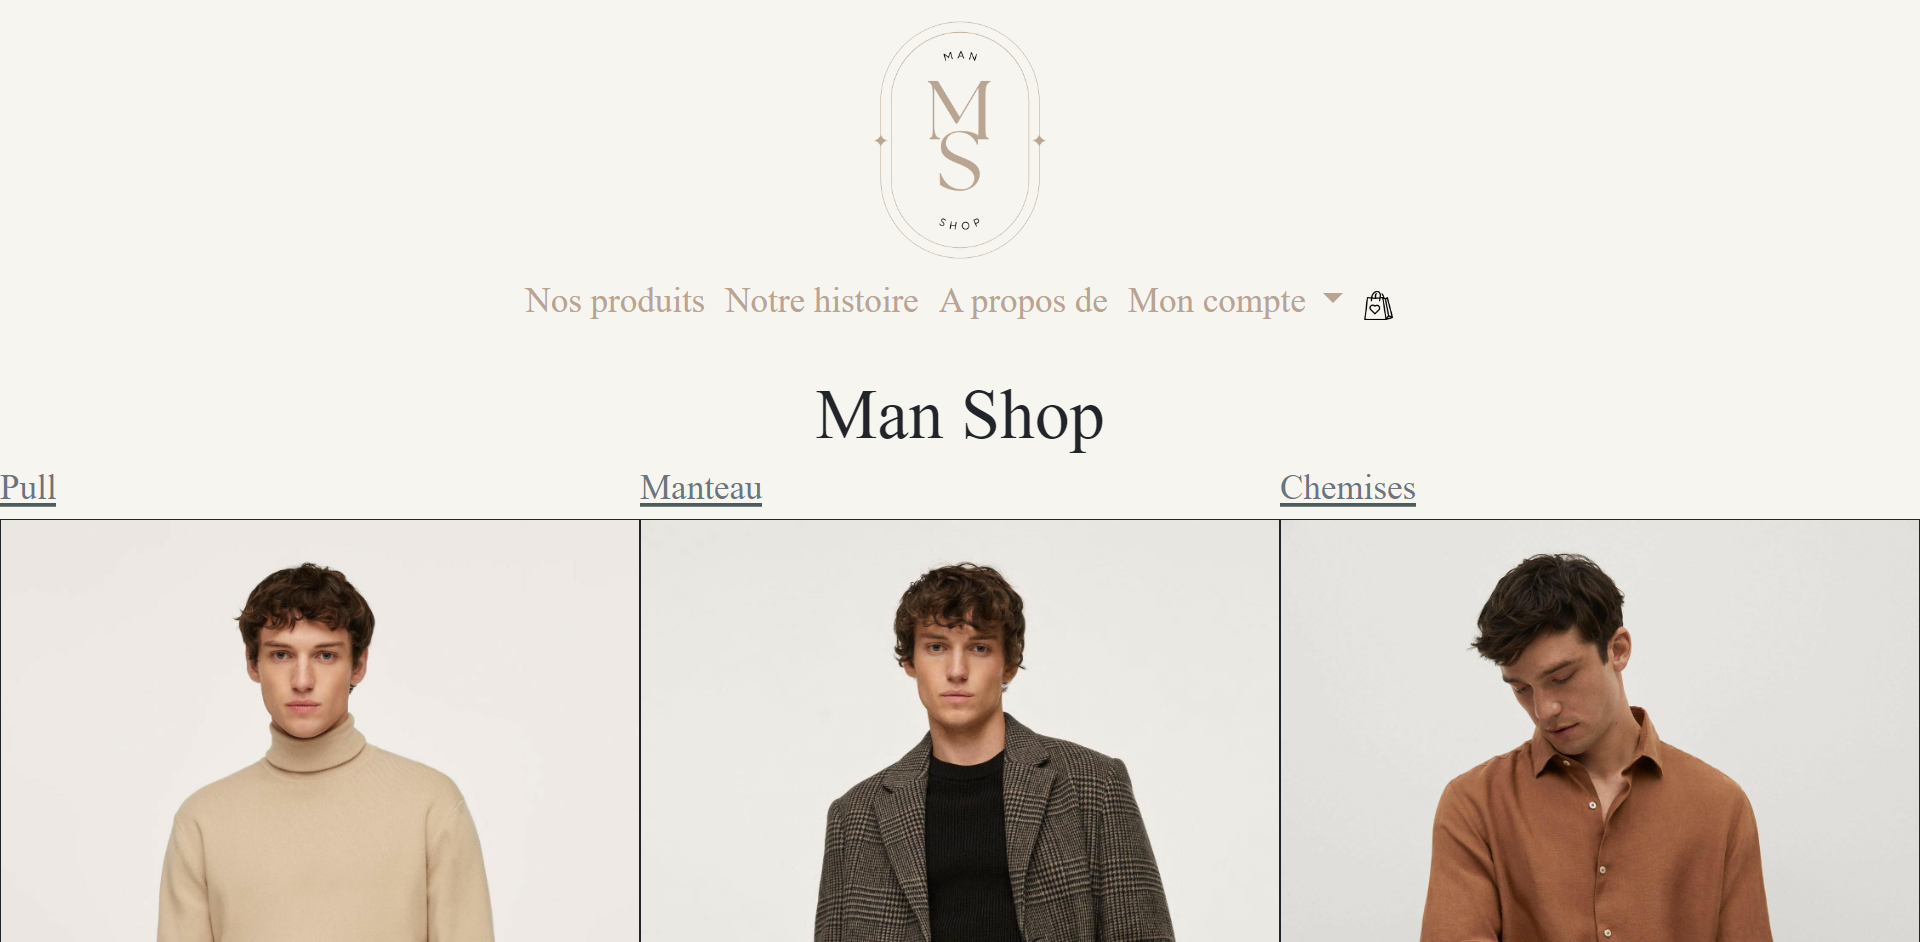 MAN
MS
SHOP
Nos produits Notre histoire A propos de Mon compte
Man Shop
Pull Manteau Chemises